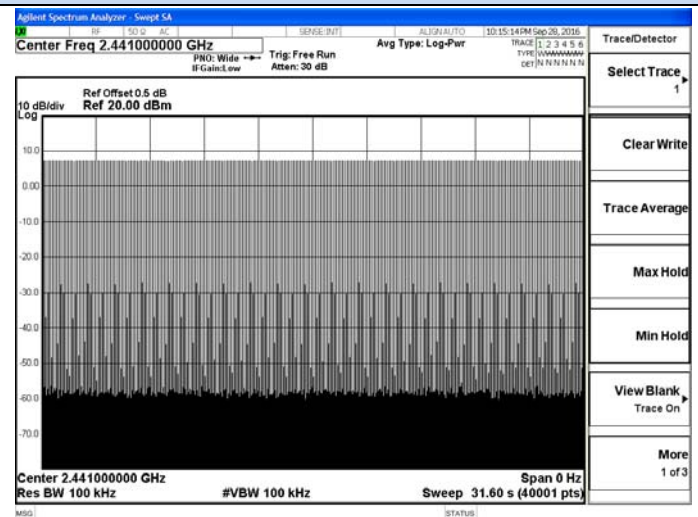 Agilent Spectrum Analyzer - Swept SA
RF 50 Ω AC SENSE:INT ALIGN AUTO 10:15:14 PM Sep 28, 2016
Center Freq 2.441000000 GHz
PNO: Wide
IFGain:Low
Trig: Free Run
Atten: 30 dB
Avg Type: Log-Pwr
TRACE 1 2 3 4 5 6
TYPE
DET N N N N N N
Ref Offset 0.5 dB
10 dB/div Ref 20.00 dBm
Log
10.0
0.00
-10.0
-20.0
-30.0
-40.0
-50.0
-60.0
-70.0
Center 2.441000000 GHz Span 0 Hz
Res BW 100 kHz #VBW 100 kHz Sweep 31.60 s (40001 pts)
MSG STATUS
Trace/Detector
Select Trace
1
Clear Write
Trace Average
Max Hold
Min Hold
View Blank
Trace On
More
1 of 3